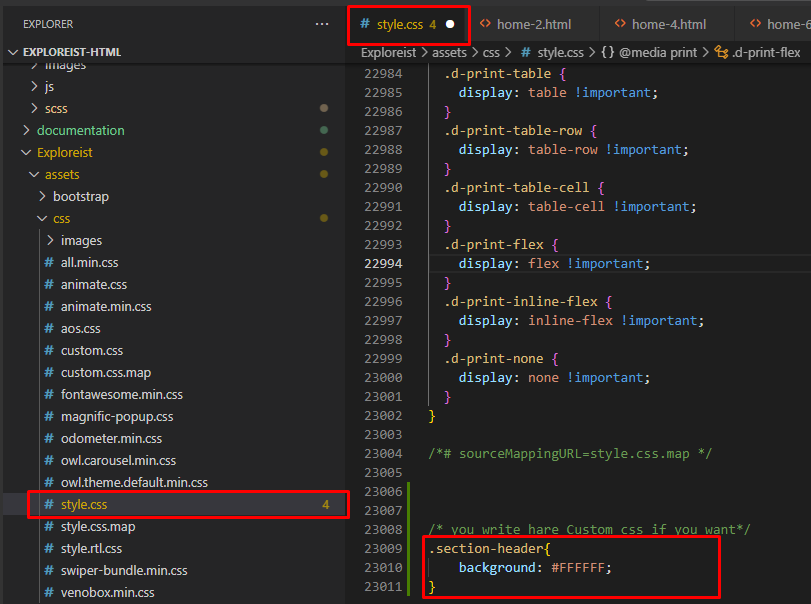 EXPLORER
...
EXPLOREIST-HTML
images
js
scss
documentation
Exploreist
assets
bootstrap
css
images
# all.min.css
# animate.css
# animate.min.css
# aos.css
# custom.css
custom.css.map
# fontawesome.min.css
# magnific-popup.css
# odometer.min.css
# owl.carousel.min.css
# owl.theme.default.min.css
# style.css 4
# style.css.map
# style.rtl.css
# swiper-bundle.min.css
# venobox.min.css
# style.css 4 ● <> home-2.html <> home-4.html <> home-6
Exploreist > assets > css > # style.css > {} @media print > .d-print-flex
22984 .d-print-table {
22985 display: table !important;
22986 }
22987 .d-print-table-row {
22988 display: table-row !important;
22989 }
22990 .d-print-table-cell {
22991 display: table-cell !important;
22992 }
22993 .d-print-flex {
22994 display: flex !important;
22995 }
22996 .d-print-inline-flex {
22997 display: inline-flex !important;
22998 }
22999 .d-print-none {
23000 display: none !important;
23001 }
23002 }
23003
23004 /*# sourceMappingURL=style.css.map */
23005
23006
23007
23008 /* you write hare Custom css if you want*/
23009 .section-header{
23010 background: #FFFFFF;
23011 }